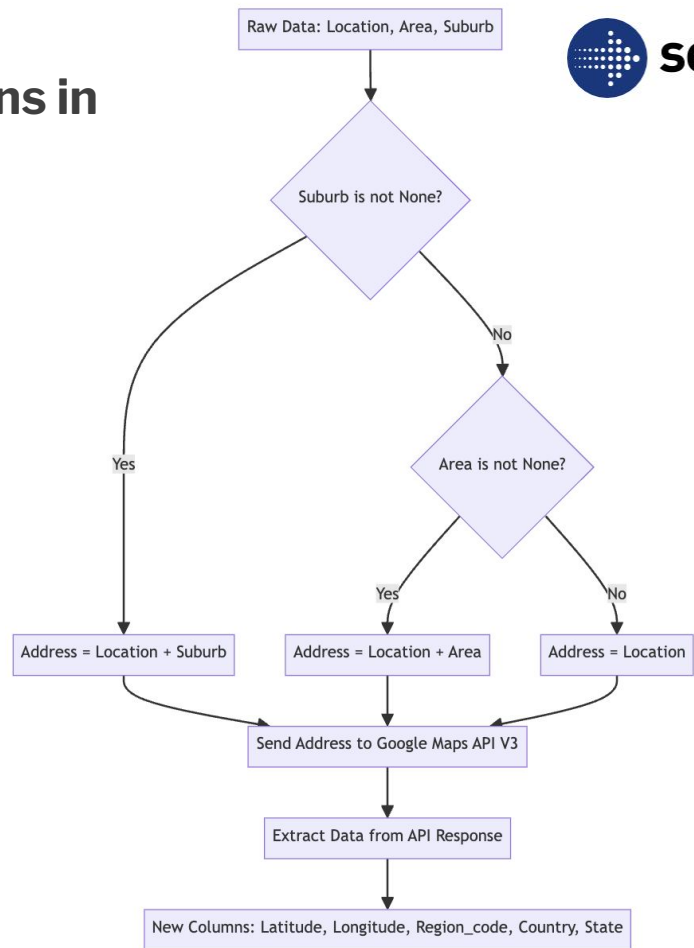 Raw Data: Location, Area, Suburb
ns in
Suburb is not None?
No
Yes
Area is not None?
Yes
No
Address = Location + Suburb
Address = Location + Area
Address = Location
Send Address to Google Maps API V3
Extract Data from API Response
New Columns: Latitude, Longitude, Region_code, Country, State